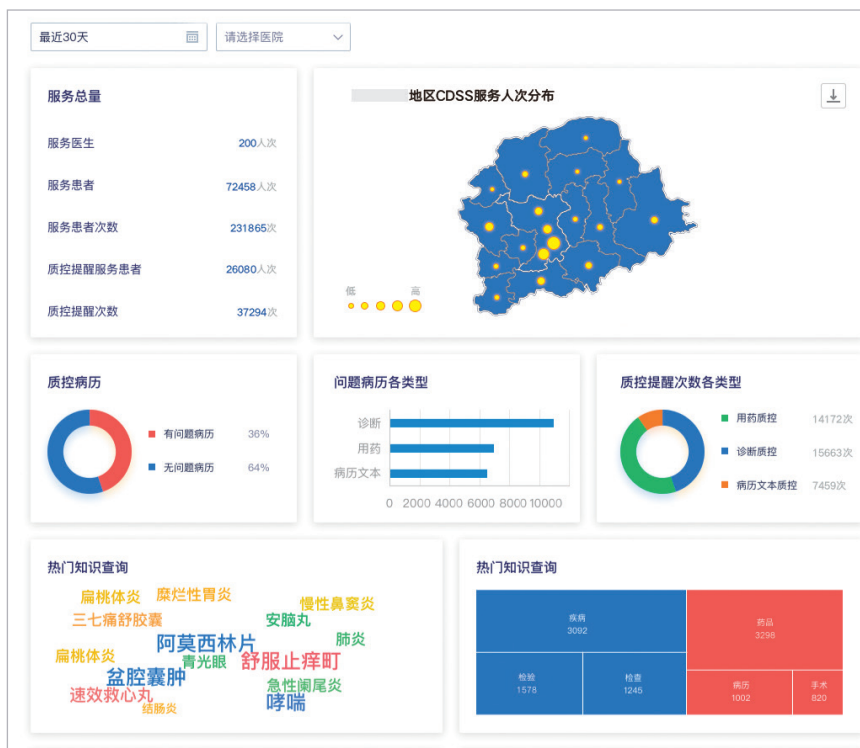 最近30天
请选择医院
服务总量
服务医生 200人次
服务患者 72458人次
服务患者次数 231865次
质控提醒服务患者 26080人次
质控提醒次数 37294次
地区CDSS服务人次分布
低 高
质控病历
有问题病历 36%
无问题病历 64%
问题病历各类型
诊断
用药
病历文本
0 2000 4000 6000 8000 10000
质控提醒次数各类型
用药质控 14172次
诊断质控 15663次
病历文本质控 7459次
热门知识查询
扁桃体炎 糜烂性胃炎
慢性鼻窦炎
三七痛舒胶囊 安脑丸
阿莫西林片 肺炎
扁桃体炎 青光眼 舒服止痒町
盆腔囊肿 急性阑尾炎
速效救心丸 哮喘
结肠炎
热门知识查询
疾病
3092
药品
3298
检验
1578
检查
1245
病历
1002
手术
820